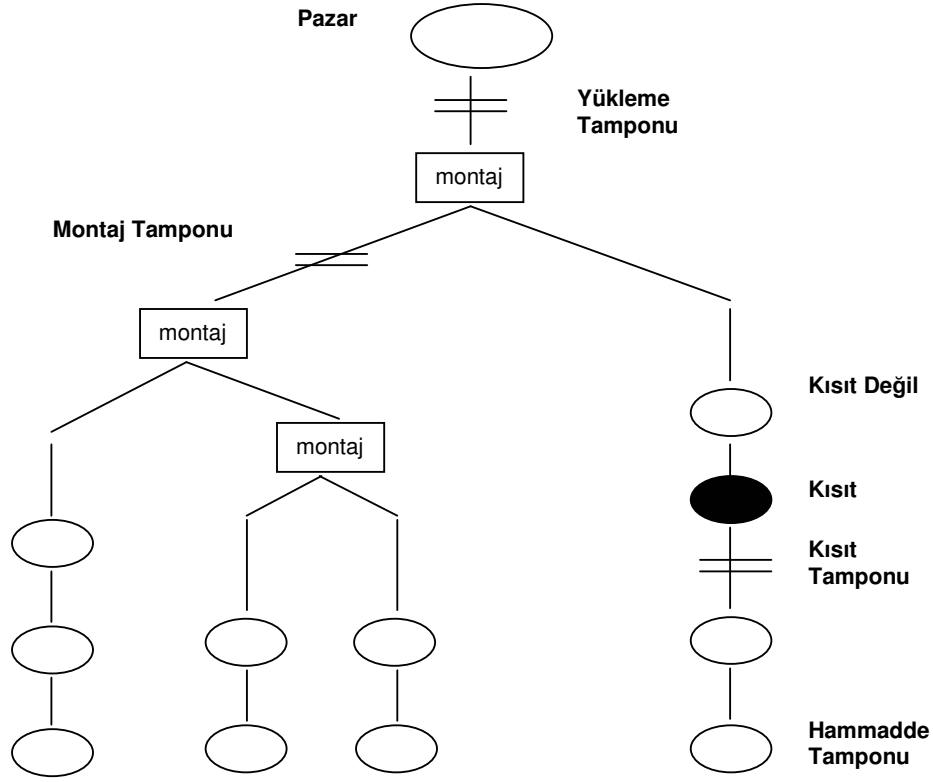 Pazar
Yükleme
Tamponu
montaj
Montaj Tamponu
montaj
Kısıt Değil
montaj
Kısıt
Kısıt
Tamponu
Hammadde
Tamponu